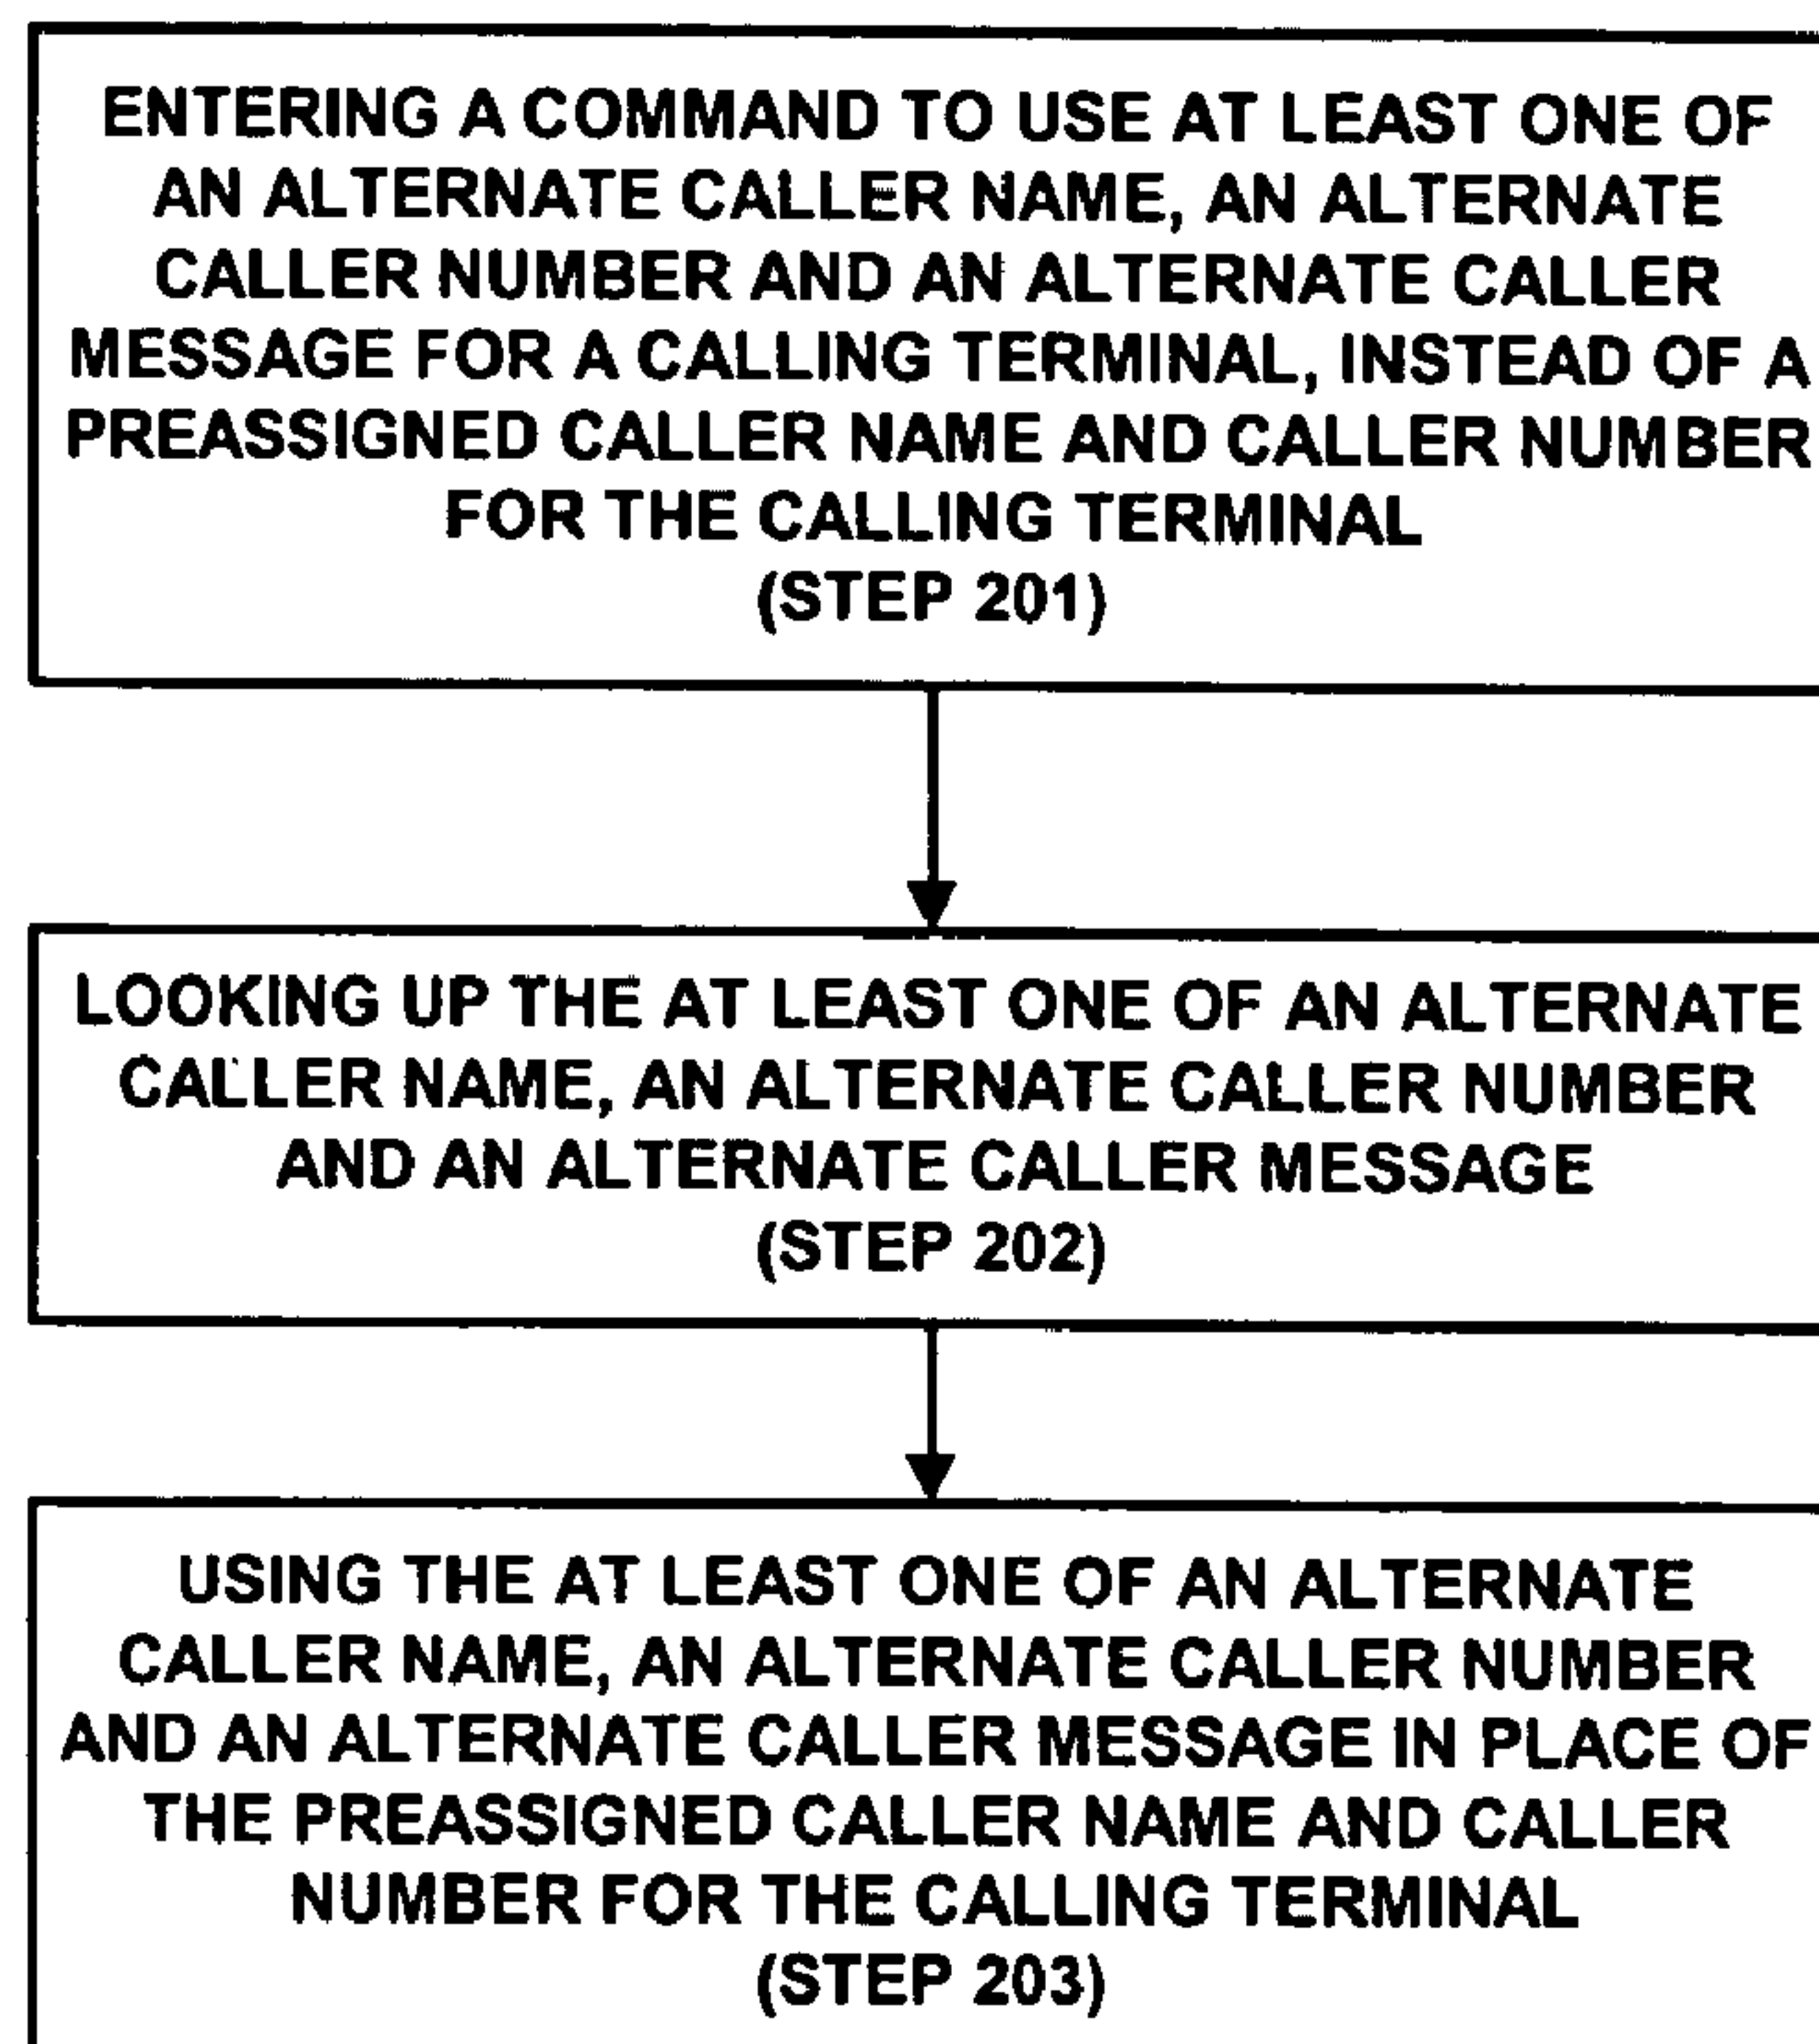 ENTERING A COMMAND TO USE AT LEAST ONE OF
AN ALTERNATE CALLER NAME, AN ALTERNATE
CALLER NUMBER AND AN ALTERNATE CALLER
MESSAGE FOR A CALLING TERMINAL, INSTEAD OF A
PREASSIGNED CALLER NAME AND CALLER NUMBER
FOR THE CALLING TERMINAL
(STEP 201)
LOOKING UP THE AT LEAST ONE OF AN ALTERNATE
CALLER NAME, AN ALTERNATE CALLER NUMBER
AND AN ALTERNATE CALLER MESSAGE
(STEP 202)
USING THE AT LEAST ONE OF AN ALTERNATE
CALLER NAME, AN ALTERNATE CALLER NUMBER
AND AN ALTERNATE CALLER MESSAGE IN PLACE OF
THE PREASSIGNED CALLER NAME AND CALLER
NUMBER FOR THE CALLING TERMINAL
(STEP 203)